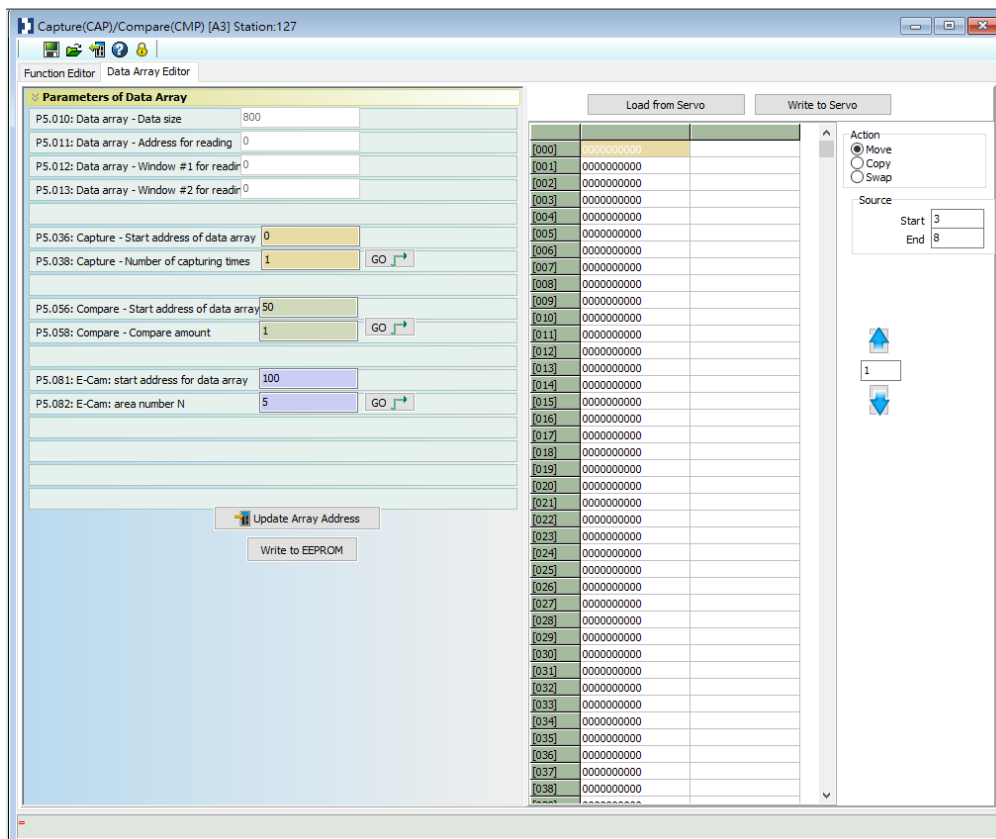 Capture(CAP)/Compare(CMP) [A3] Station:127
Function Editor Data Array Editor
Parameters of Data Array
P5.010: Data array - Data size 800
P5.011: Data array - Address for reading 0
P5.012: Data array - Window #1 for readin 0
P5.013: Data array - Window #2 for readin 0
P5.036: Capture - Start address of data array 0
P5.038: Capture - Number of capturing times 1 GO
P5.056: Compare - Start address of data array 50
P5.058: Compare - Compare amount 1 GO
P5.081: E-Cam: start address for data array 100
P5.082: E-Cam: area number N 5 GO
Update Array Address
Write to EEPROM
Load from Servo Write to Servo
[000] 0000000000
[001] 0000000000
[002] 0000000000
[003] 0000000000
[004] 0000000000
[005] 0000000000
[006] 0000000000
[007] 0000000000
[008] 0000000000
[009] 0000000000
[010] 0000000000
[011] 0000000000
[012] 0000000000
[013] 0000000000
[014] 0000000000
[015] 0000000000
[016] 0000000000
[017] 0000000000
[018] 0000000000
[019] 0000000000
[020] 0000000000
[021] 0000000000
[022] 0000000000
[023] 0000000000
[024] 0000000000
[025] 0000000000
[026] 0000000000
[027] 0000000000
[028] 0000000000
[029] 0000000000
[030] 0000000000
[031] 0000000000
[032] 0000000000
[033] 0000000000
[034] 0000000000
[035] 0000000000
[036] 0000000000
[037] 0000000000
[038] 0000000000
Action
Move
Copy
Swap
Source
Start 3
End 8
1
=